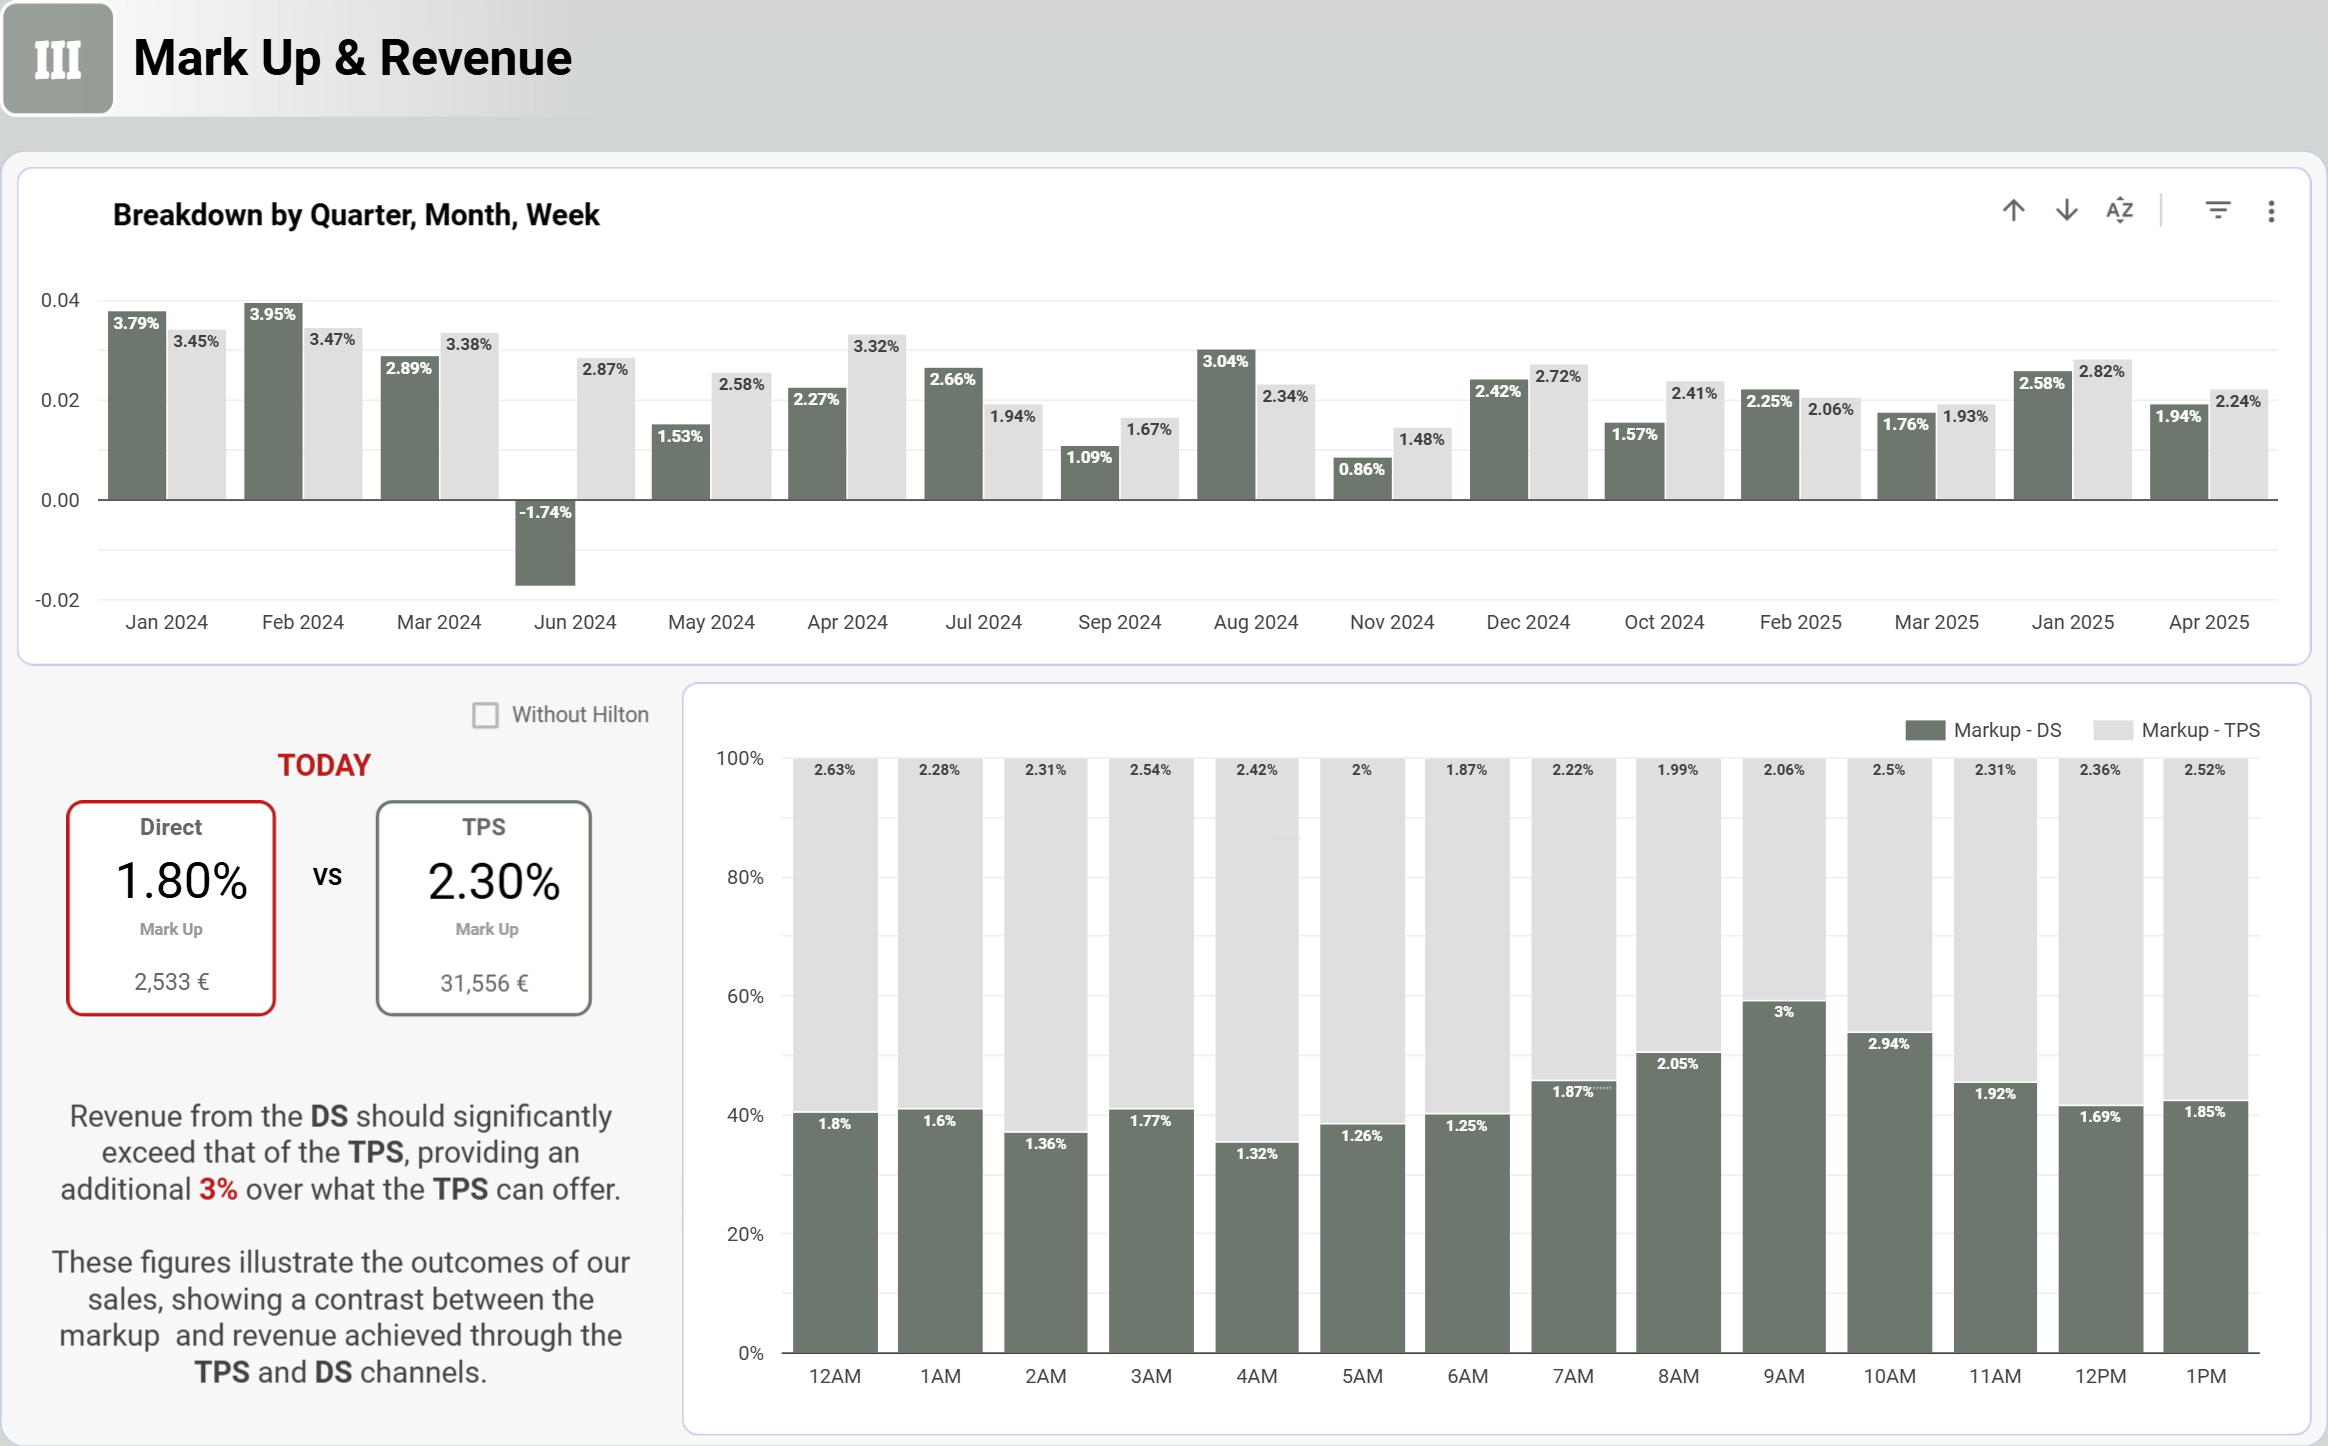 III
Mark Up & Revenue
Breakdown by Quarter, Month, Week
AZ
0.04
0.02
0.00
-0.02
3.79% 3.45% 3.95% 3.47% 2.89% 3.38% -1.74% 2.87% 1.53% 2.58% 2.27% 3.32% 2.66% 1.94% 1.09% 1.67% 3.04% 2.34% 0.86% 1.48% 2.42% 2.72% 1.57% 2.41% 2.25% 2.06% 1.76% 1.93% 2.58% 2.82% 1.94% 2.24%
Jan 2024 Feb 2024 Mar 2024 Jun 2024 May 2024 Apr 2024 Jul 2024 Sep 2024 Aug 2024 Nov 2024 Dec 2024 Oct 2024 Feb 2025 Mar 2025 Jan 2025 Apr 2025
Without Hilton
TODAY
Direct
1.80%
Mark Up
2,533 €
VS
TPS
2.30%
Mark Up
31,556 €
Revenue from the DS should significantly
exceed that of the TPS, providing an
additional 3% over what the TPS can offer.
These figures illustrate the outcomes of our
sales, showing a contrast between the
markup and revenue achieved through the
TPS and DS channels.
Markup - DS Markup - TPS
100%
80%
60%
40%
20%
0%
2.63% 2.28% 2.31% 2.54% 2.42% 2% 1.87% 2.22% 1.99% 2.06% 2.5% 2.31% 2.36% 2.52%
1.8% 1.6% 1.36% 1.77% 1.32% 1.26% 1.25% 1.87% 2.05% 3% 2.94% 1.92% 1.69% 1.85%
12AM 1AM 2AM 3AM 4AM 5AM 6AM 7AM 8AM 9AM 10AM 11AM 12PM 1PM